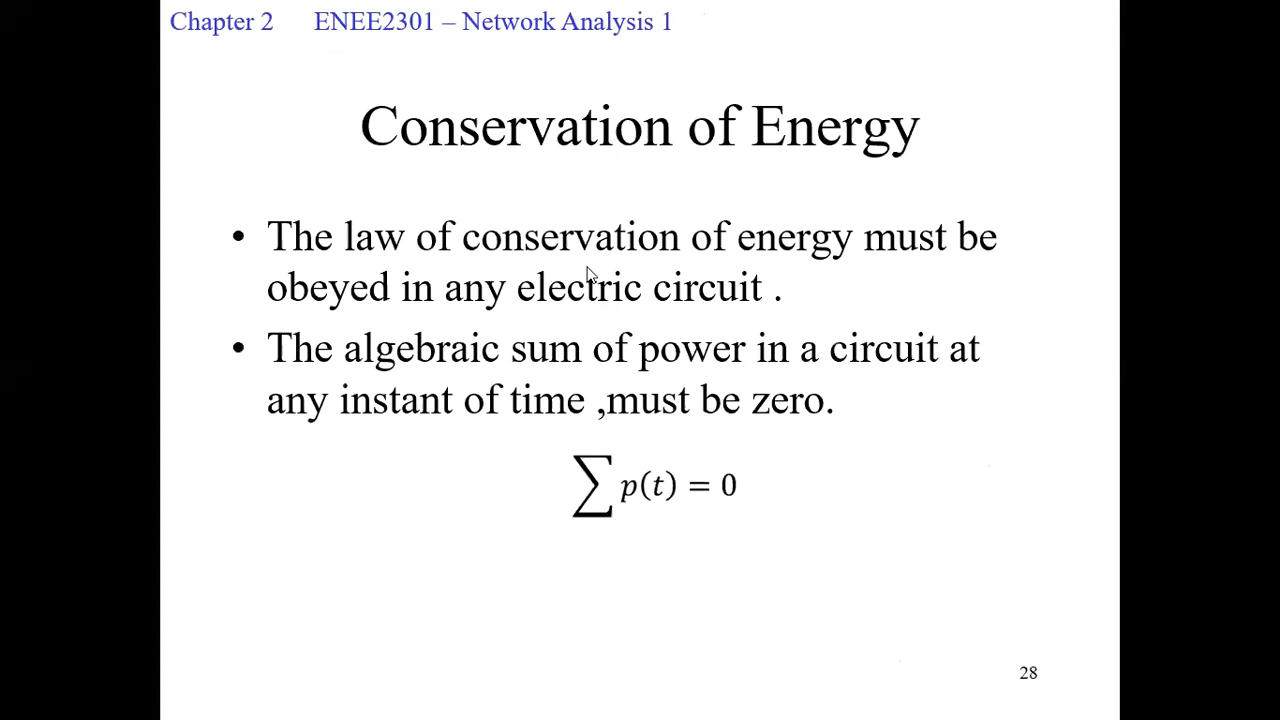 Chapter 2 ENEE2301 – Network Analysis 1
Conservation of Energy
• The law of conservation of energy must be
obeyed in any electric circuit .
• The algebraic sum of power in a circuit at
any instant of time ,must be zero.
∑ p(t) = 0
28